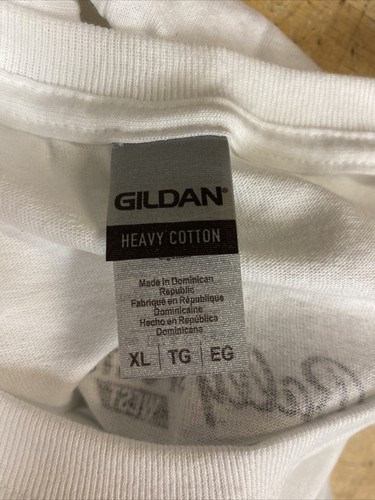 GILDAN®
HEAVY COTTON
Made in Dominican
Republic
Fabriqué en République
Dominicaine
Hecho en República
Dominicana
XL | TG | EG